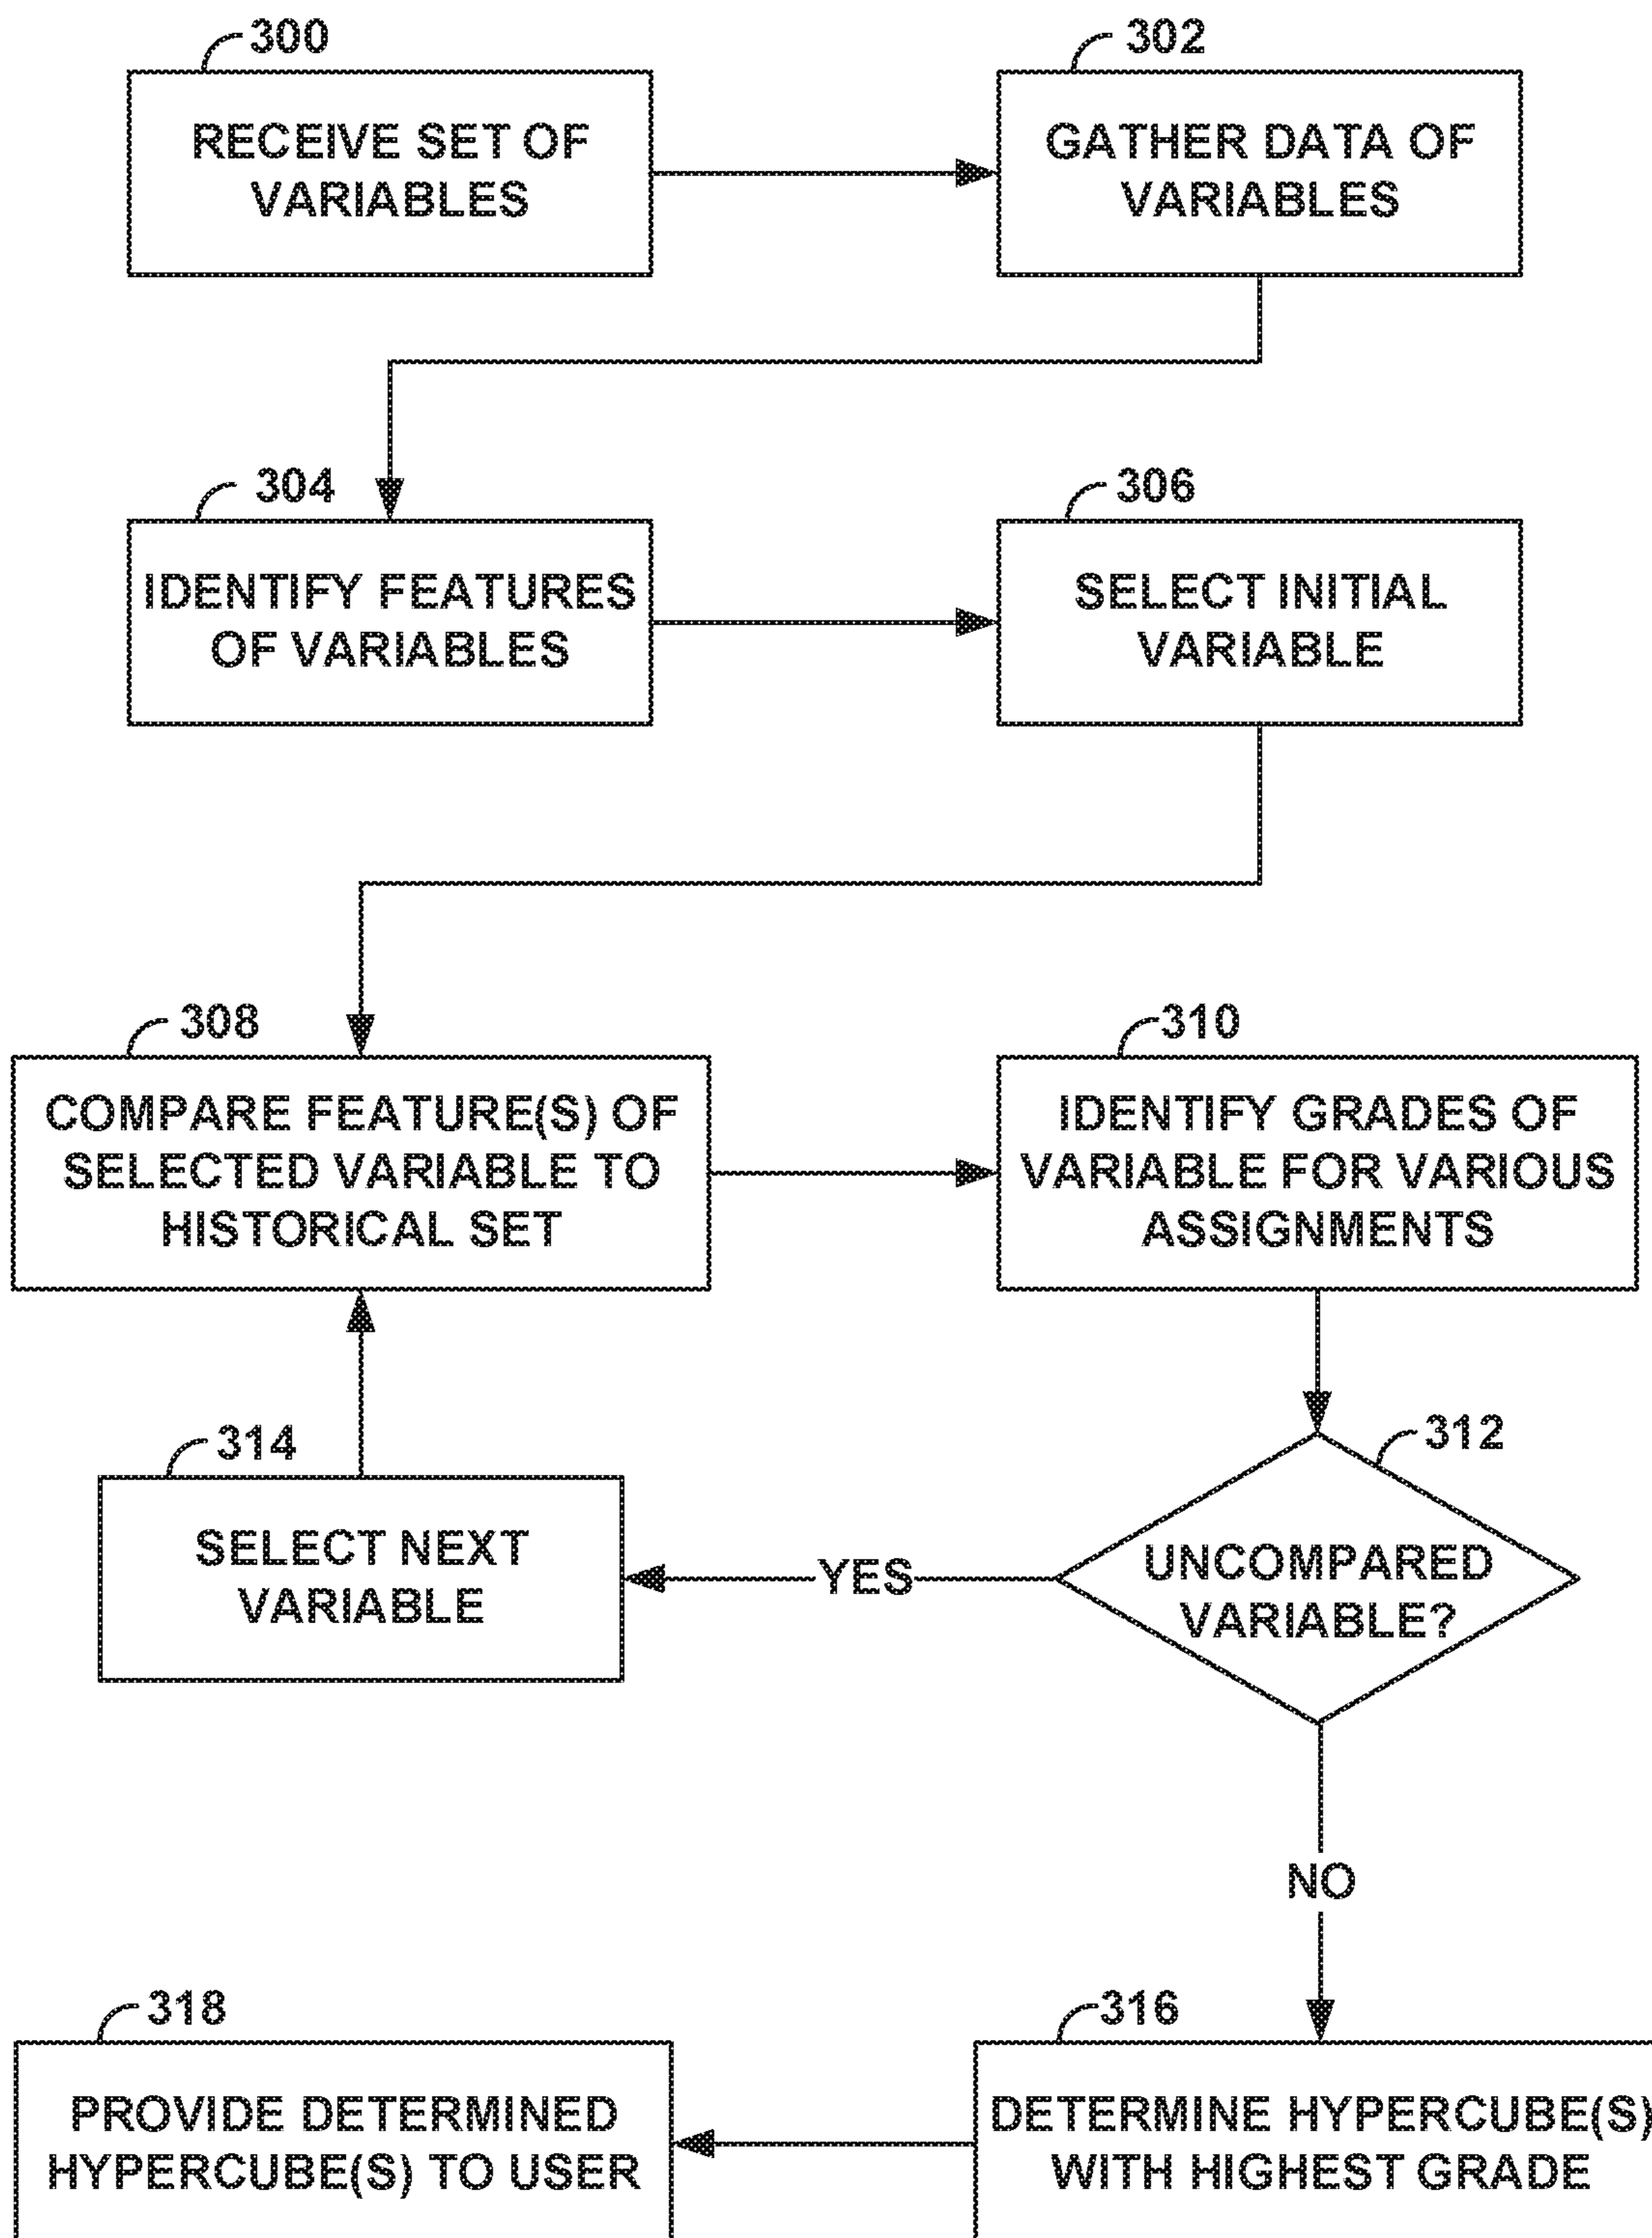 300
RECEIVE SET OF
VARIABLES
302
GATHER DATA OF
VARIABLES
304
IDENTIFY FEATURES
OF VARIABLES
306
SELECT INITIAL
VARIABLE
308
COMPARE FEATURE(S) OF
SELECTED VARIABLE TO
HISTORICAL SET
310
IDENTIFY GRADES OF
VARIABLE FOR VARIOUS
ASSIGNMENTS
312
UNCOMPARED
VARIABLE?
YES
314
SELECT NEXT
VARIABLE
NO
316
DETERMINE HYPERCUBE(S)
WITH HIGHEST GRADE
318
PROVIDE DETERMINED
HYPERCUBE(S) TO USER